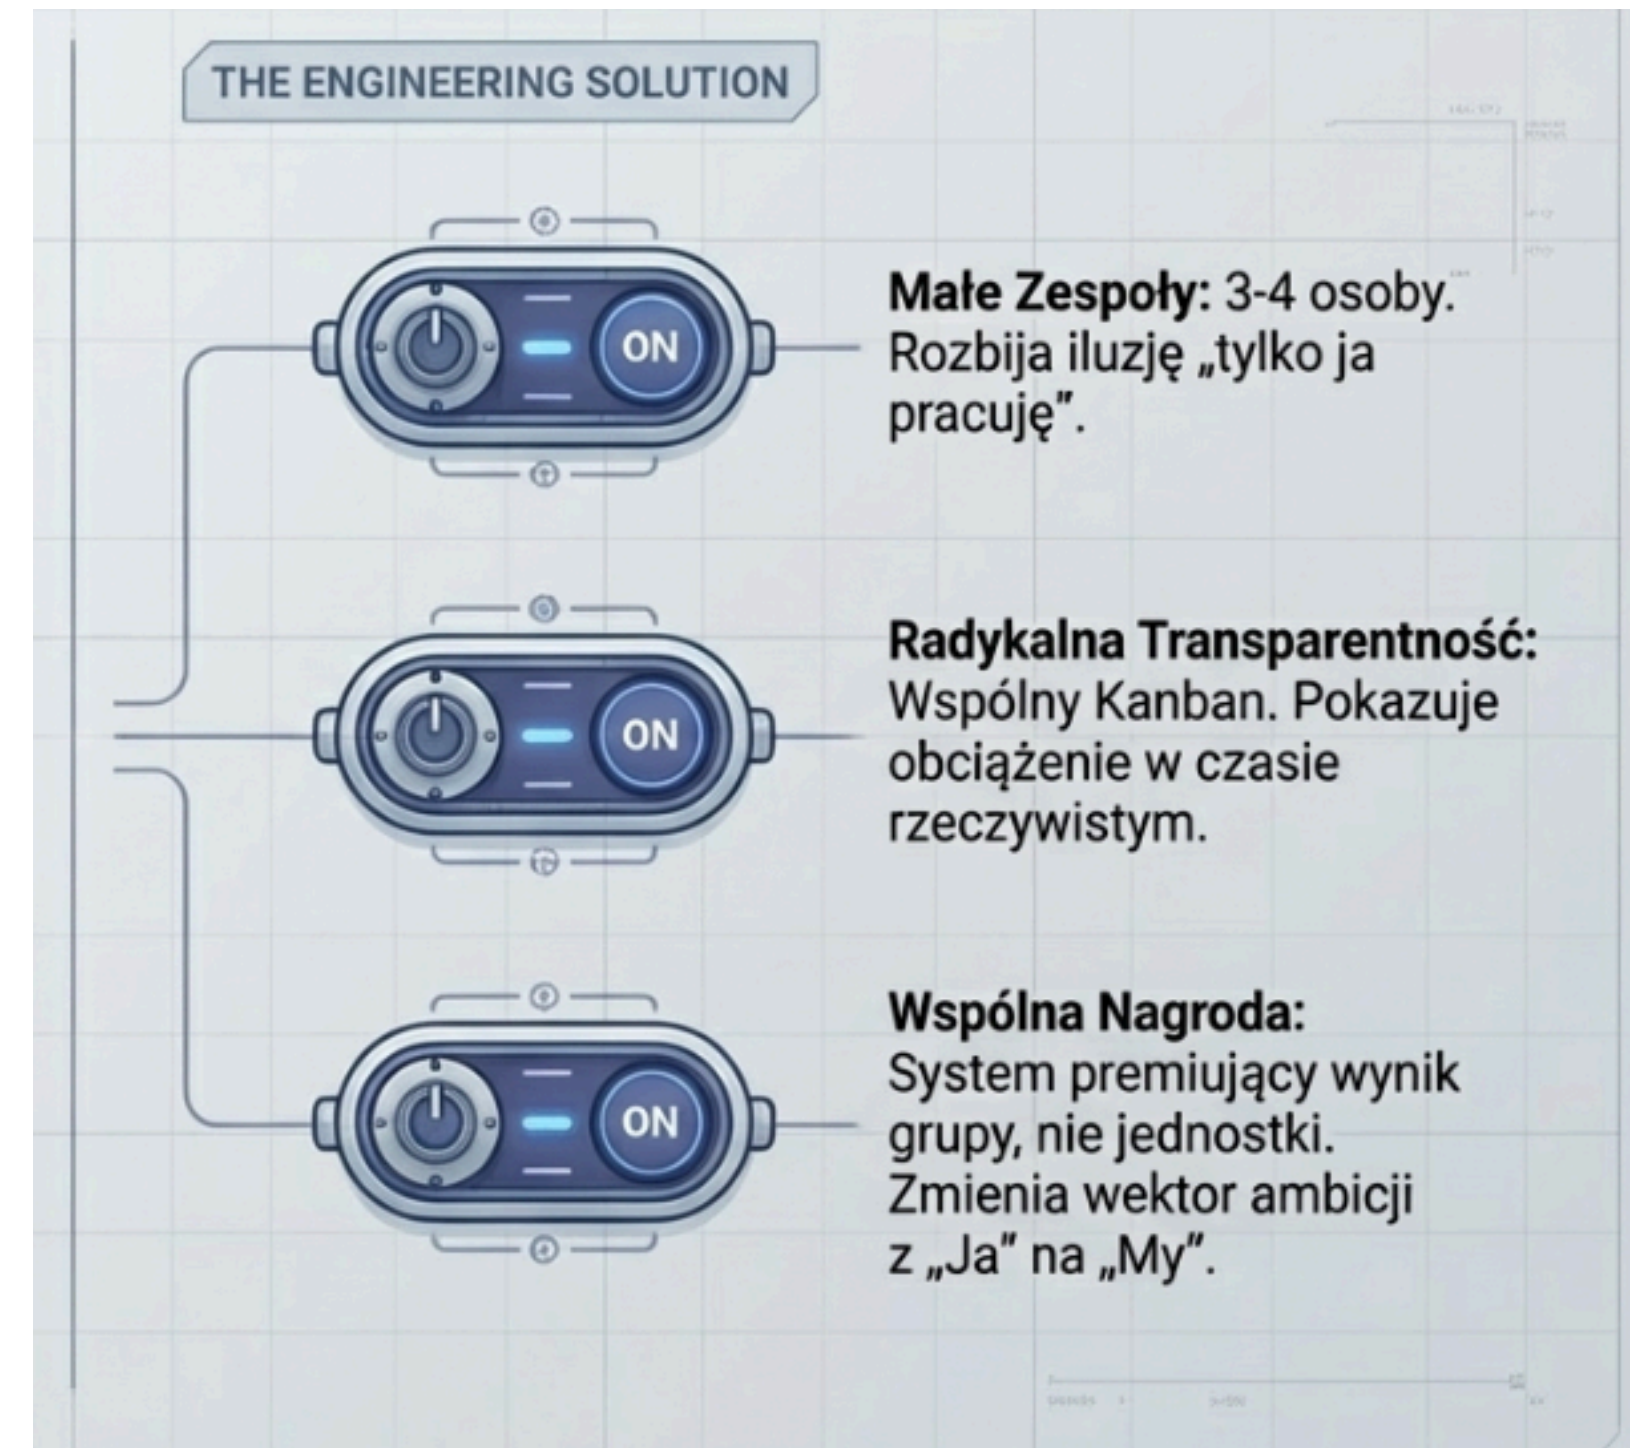 THE ENGINEERING SOLUTION
ON
Małe Zespoły: 3-4 osoby.
Rozbija iluzję „tylko ja
pracuję”.
ON
Radykalna Transparentność:
Wspólny Kanban. Pokazuje
obciążenie w czasie
rzeczywistym.
ON
Wspólna Nagroda:
System premiujący wynik
grupy, nie jednostki.
Zmienia wektor ambicji
z „Ja” na „My”.